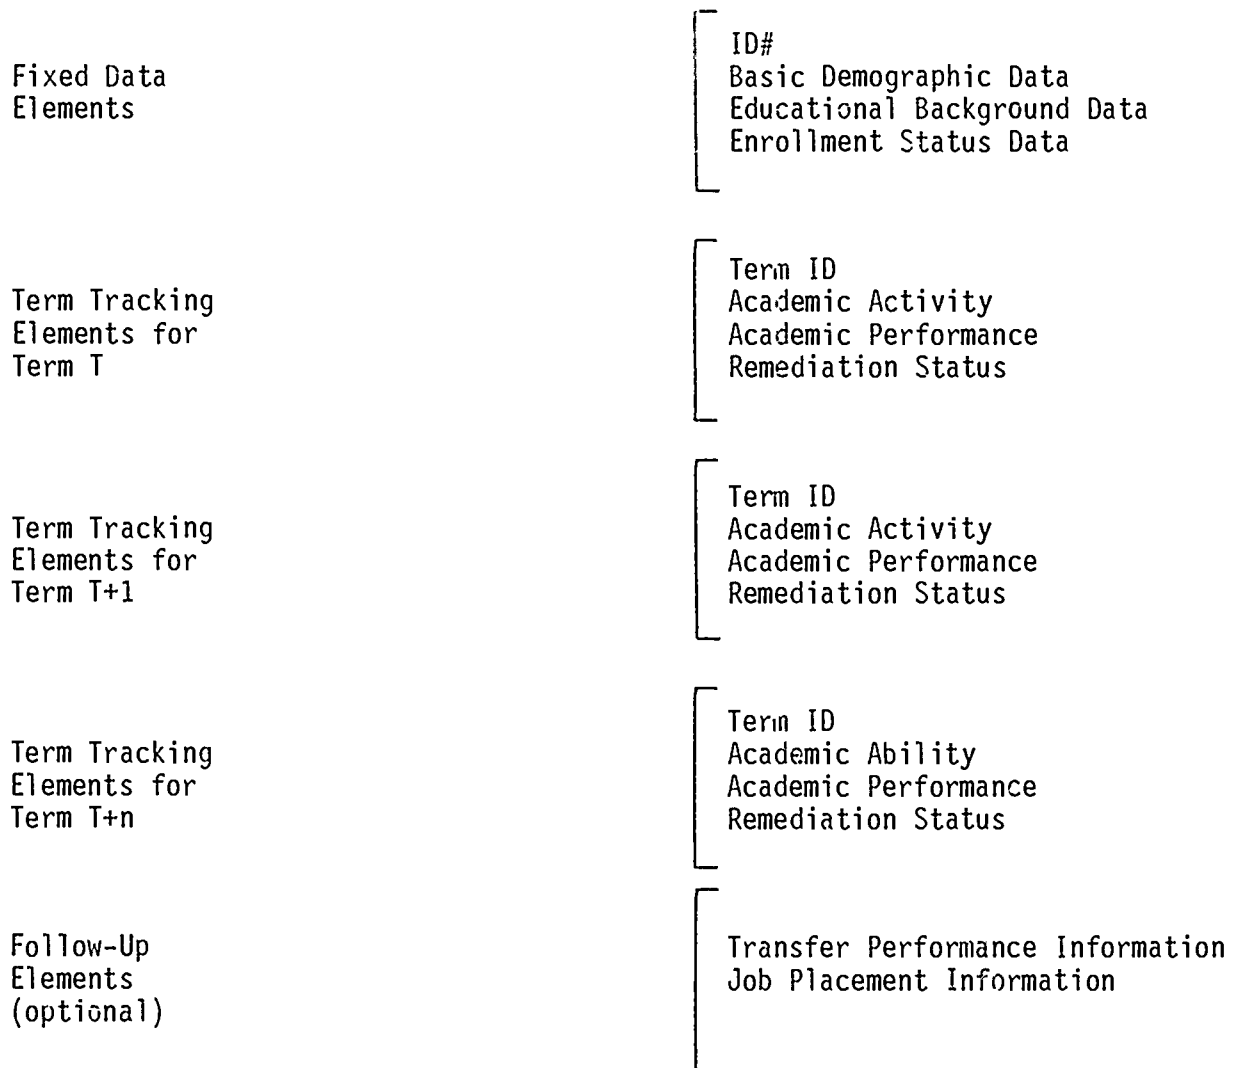 Fixed Data
Elements
ID#
Basic Demographic Data
Educational Background Data
Enrollment Status Data
Term Tracking
Elements for
Term T
Term ID
Academic Activity
Academic Performance
Remediation Status
Term Tracking
Elements for
Term T+1
Term ID
Academic Activity
Academic Performance
Remediation Status
Term Tracking
Elements for
Term T+n
Term ID
Academic Ability
Academic Performance
Remediation Status
Follow-Up
Elements
(optional)
Transfer Performance Information
Job Placement Information